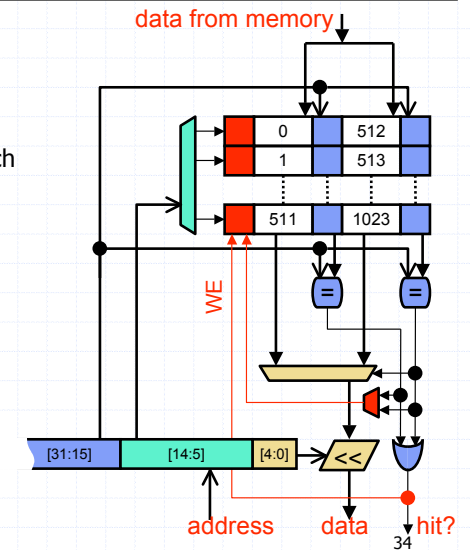 data from memory
ch
0 512
1 513
511 1023
WE
= =
[31:15] [14:5] [4:0] <<
address data hit?
34